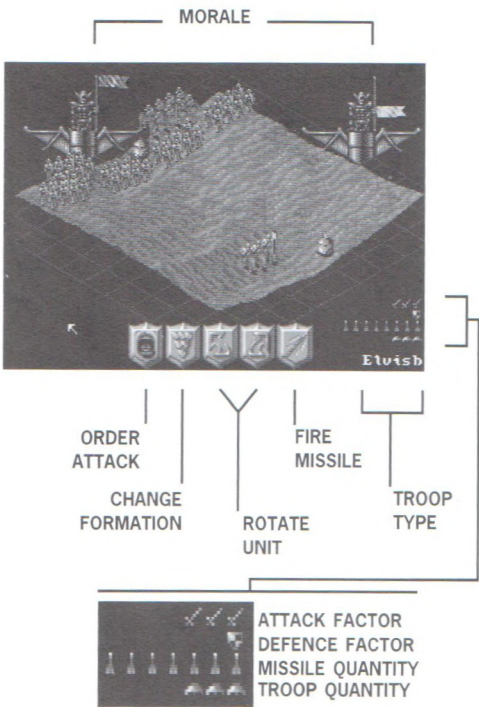 MORALE
Elvish
ORDER
ATTACK
CHANGE
FORMATION
ROTATE
UNIT
FIRE
MISSILE
TROOP
TYPE
ATTACK FACTOR
DEFENCE FACTOR
MISSILE QUANTITY
TROOP QUANTITY